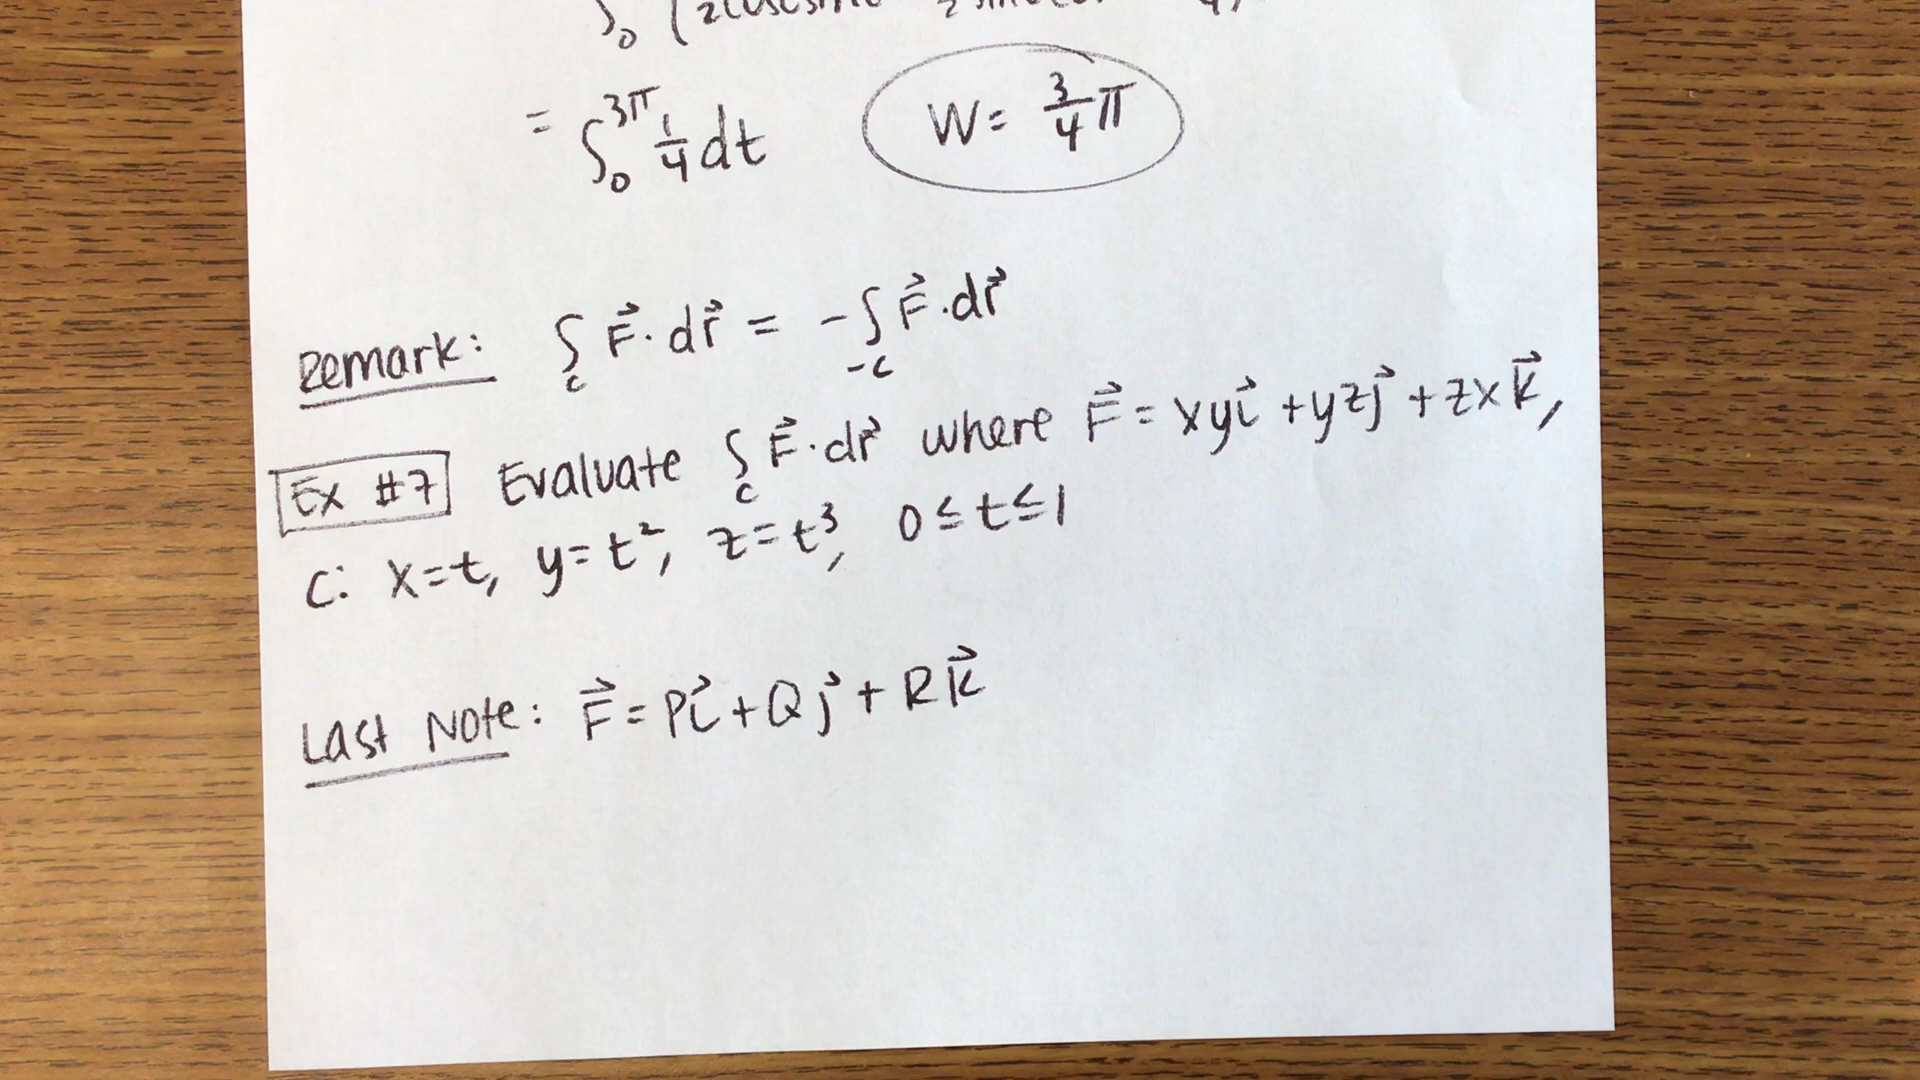 = ∫₀^{3π} 1/4 dt W = 3/4 π
Remark: ∫_c F⃗ · dr⃗ = - ∫_{-c} F⃗ · dr⃗
Ex #7 Evaluate ∫_c F⃗ · dr⃗ where F⃗ = xy i⃗ + yz j⃗ + zx k⃗,
C: x=t, y=t², z=t³, 0≤t≤1
Last Note: F⃗ = P i⃗ + Q j⃗ + R k⃗